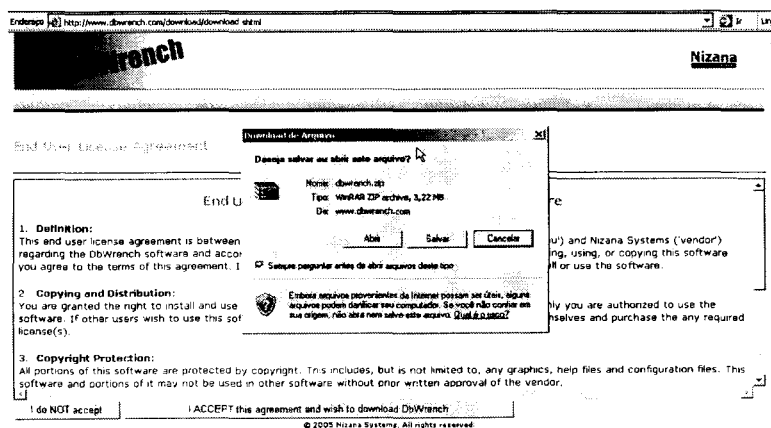 Endereço http://www.dbwrench.com/download/download shtml Ir
Nizana
End User License Agreement
Download de Arquivo
Deseja salvar ou abrir este arquivo?
Nome: dbwrench.zip
Tipo: WinRAR ZIP archive, 3,22 MB
De: www.dbwrench.com
Abrir Salvar Cancelar
Sempre perguntar antes de abrir arquivos deste tipo
Embora arquivos provenientes da Internet possam ser úteis, alguns
arquivos podem danificar seu computador. Se você não confiar em
sua origem, não abra nem salve este arquivo. Qual é o risco?
End U re
1. Definition:
This end user license agreement is between u') and Nizana Systems ('vendor')
regarding the DbWrench software and accor ng, using, or copying this software
you agree to the terms of this agreement. I ll or use the software.
2 Copying and Distribution:
You are granted the right to install and use ly you are authorized to use the
software. If other users wish to use this sof mselves and purchase the any required
license(s).
3. Copyright Protection:
All portions of this software are protected by copyright. This includes, but is not limited to, any graphics, help files and configuration files. This
software and portions of it may not be used in other software without prior written approval of the vendor.
I do NOT accept I ACCEPT this agreement and wish to download DbWrench
© 2005 Nizana Systems, All rights reserved.